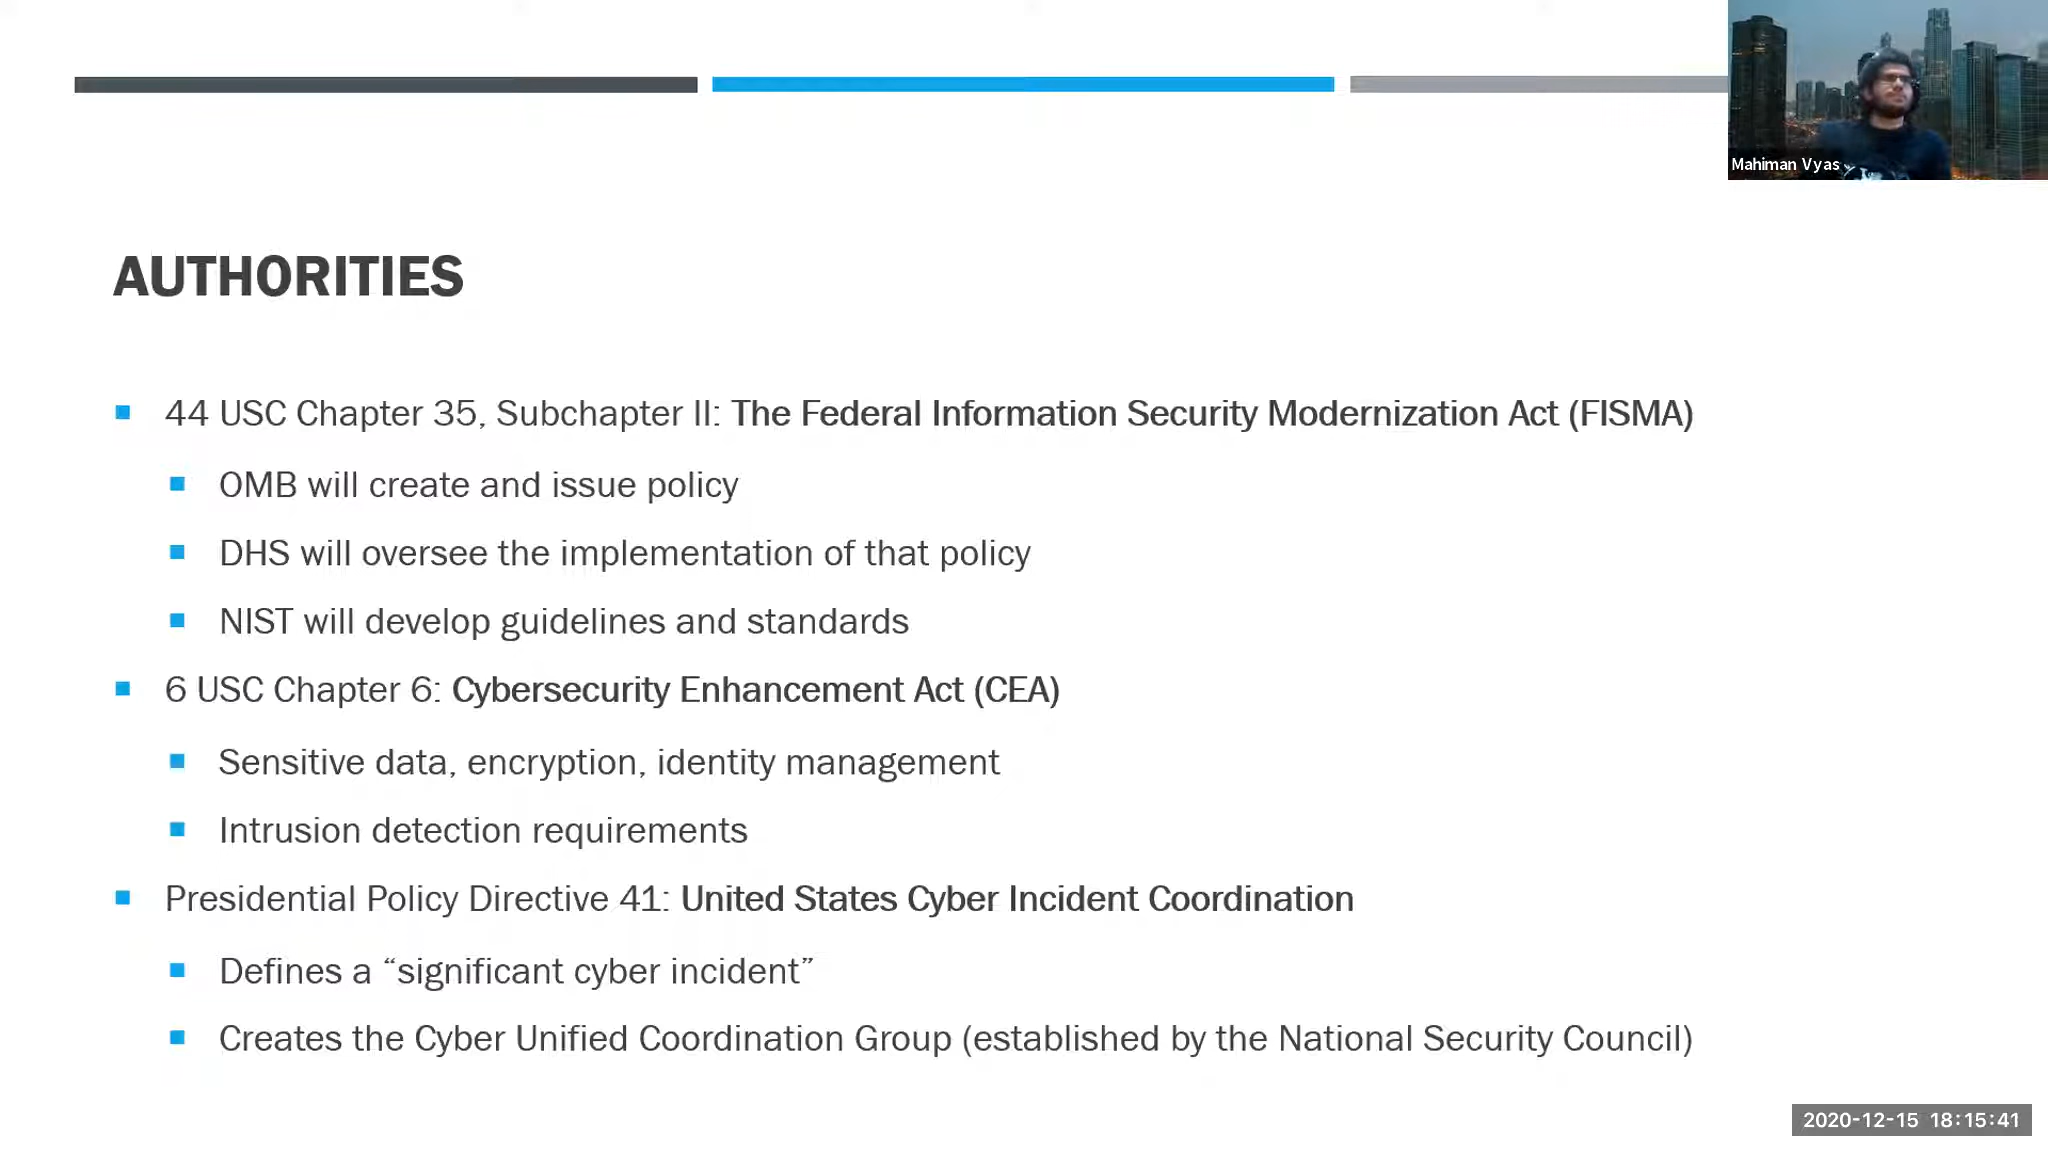 Mahiman Vyas
AUTHORITIES
44 USC Chapter 35, Subchapter II: The Federal Information Security Modernization Act (FISMA)
OMB will create and issue policy
DHS will oversee the implementation of that policy
NIST will develop guidelines and standards
6 USC Chapter 6: Cybersecurity Enhancement Act (CEA)
Sensitive data, encryption, identity management
Intrusion detection requirements
Presidential Policy Directive 41: United States Cyber Incident Coordination
Defines a “significant cyber incident”
Creates the Cyber Unified Coordination Group (established by the National Security Council)
2020-12-15 18:15:41